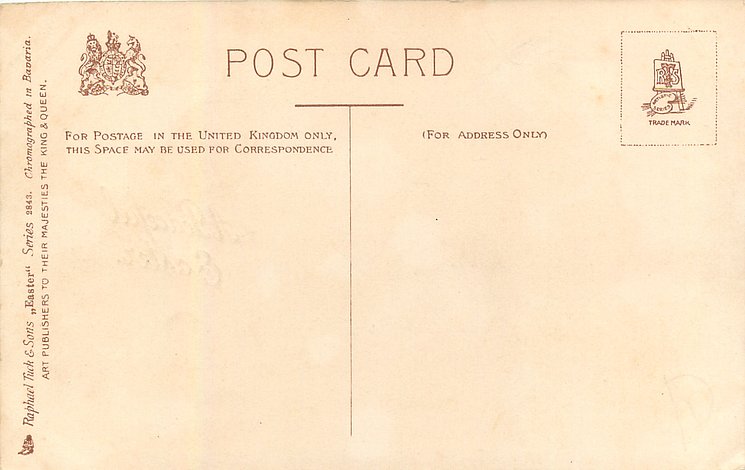 POST CARD
FOR POSTAGE IN THE UNITED KINGDOM ONLY,
THIS SPACE MAY BE USED FOR CORRESPONDENCE
(FOR ADDRESS ONLY)
ARTISTIC
SERIES
TRADE MARK
Raphael Tuck & Sons „Easter“ Series 2843. Chromographed in Bavaria.
ART PUBLISHERS TO THEIR MAJESTIES THE KING & QUEEN.